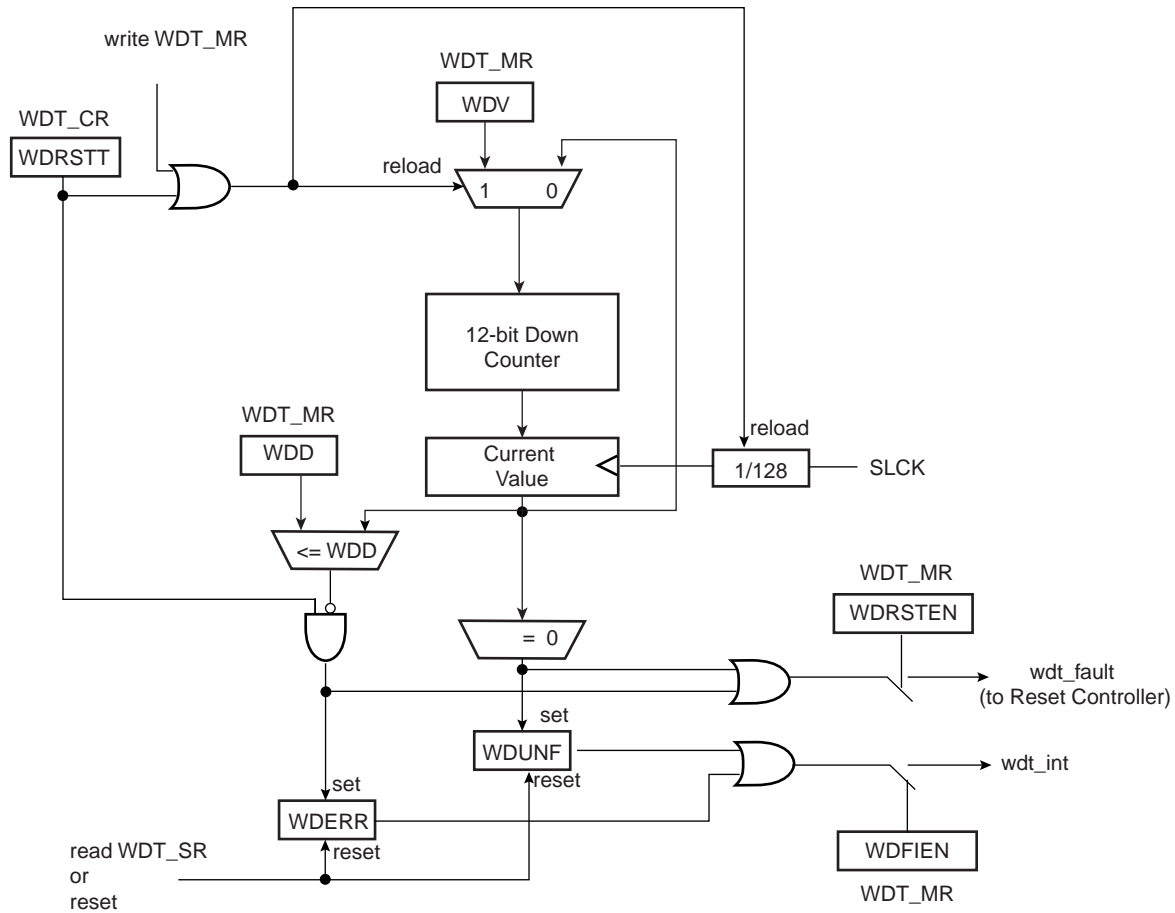 write WDT_MR
WDT_MR
WDV
WDT_CR
WDRSTT
reload
1 0
12-bit Down
Counter
WDT_MR
WDD
reload
Current
Value
1/128
SLCK
<= WDD
WDT_MR
WDRSTEN
= 0
wdt_fault
(to Reset Controller)
set
WDUNF
reset
wdt_int
set
WDERR
reset
WDFIEN
read WDT_SR
or
reset
WDT_MR